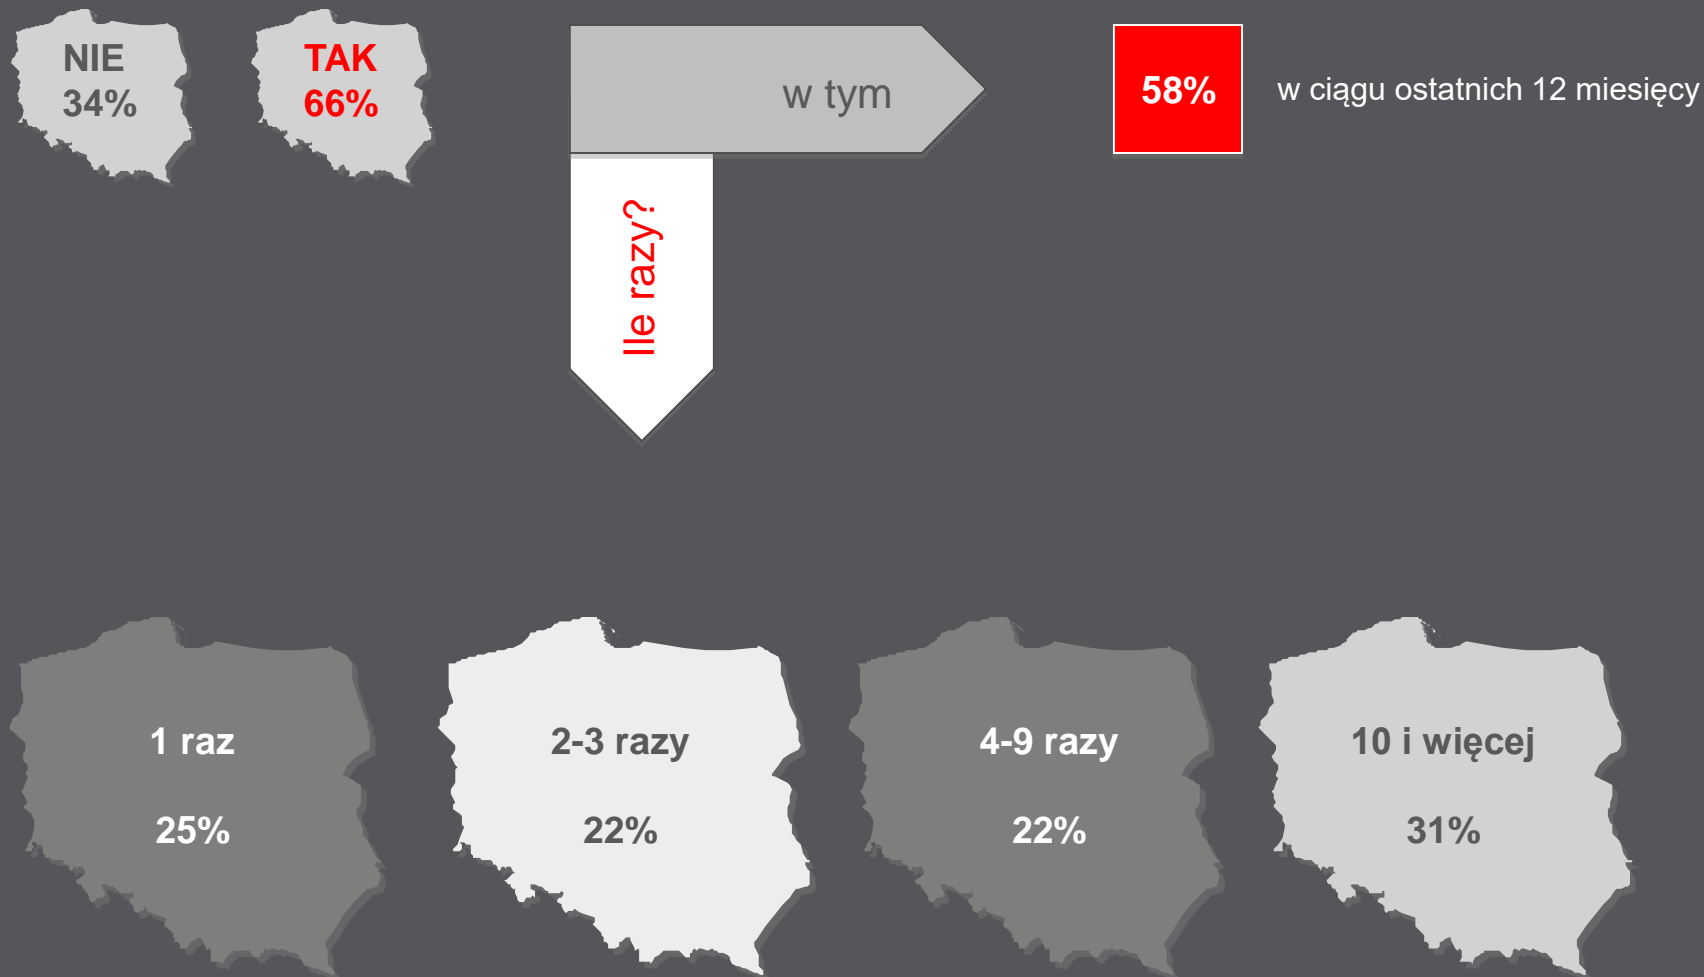 NIE
34%
TAK
66%
w tym
58%
w ciągu ostatnich 12 miesięcy
Ile razy?
1 raz
25%
2-3 razy
22%
4-9 razy
22%
10 i więcej
31%